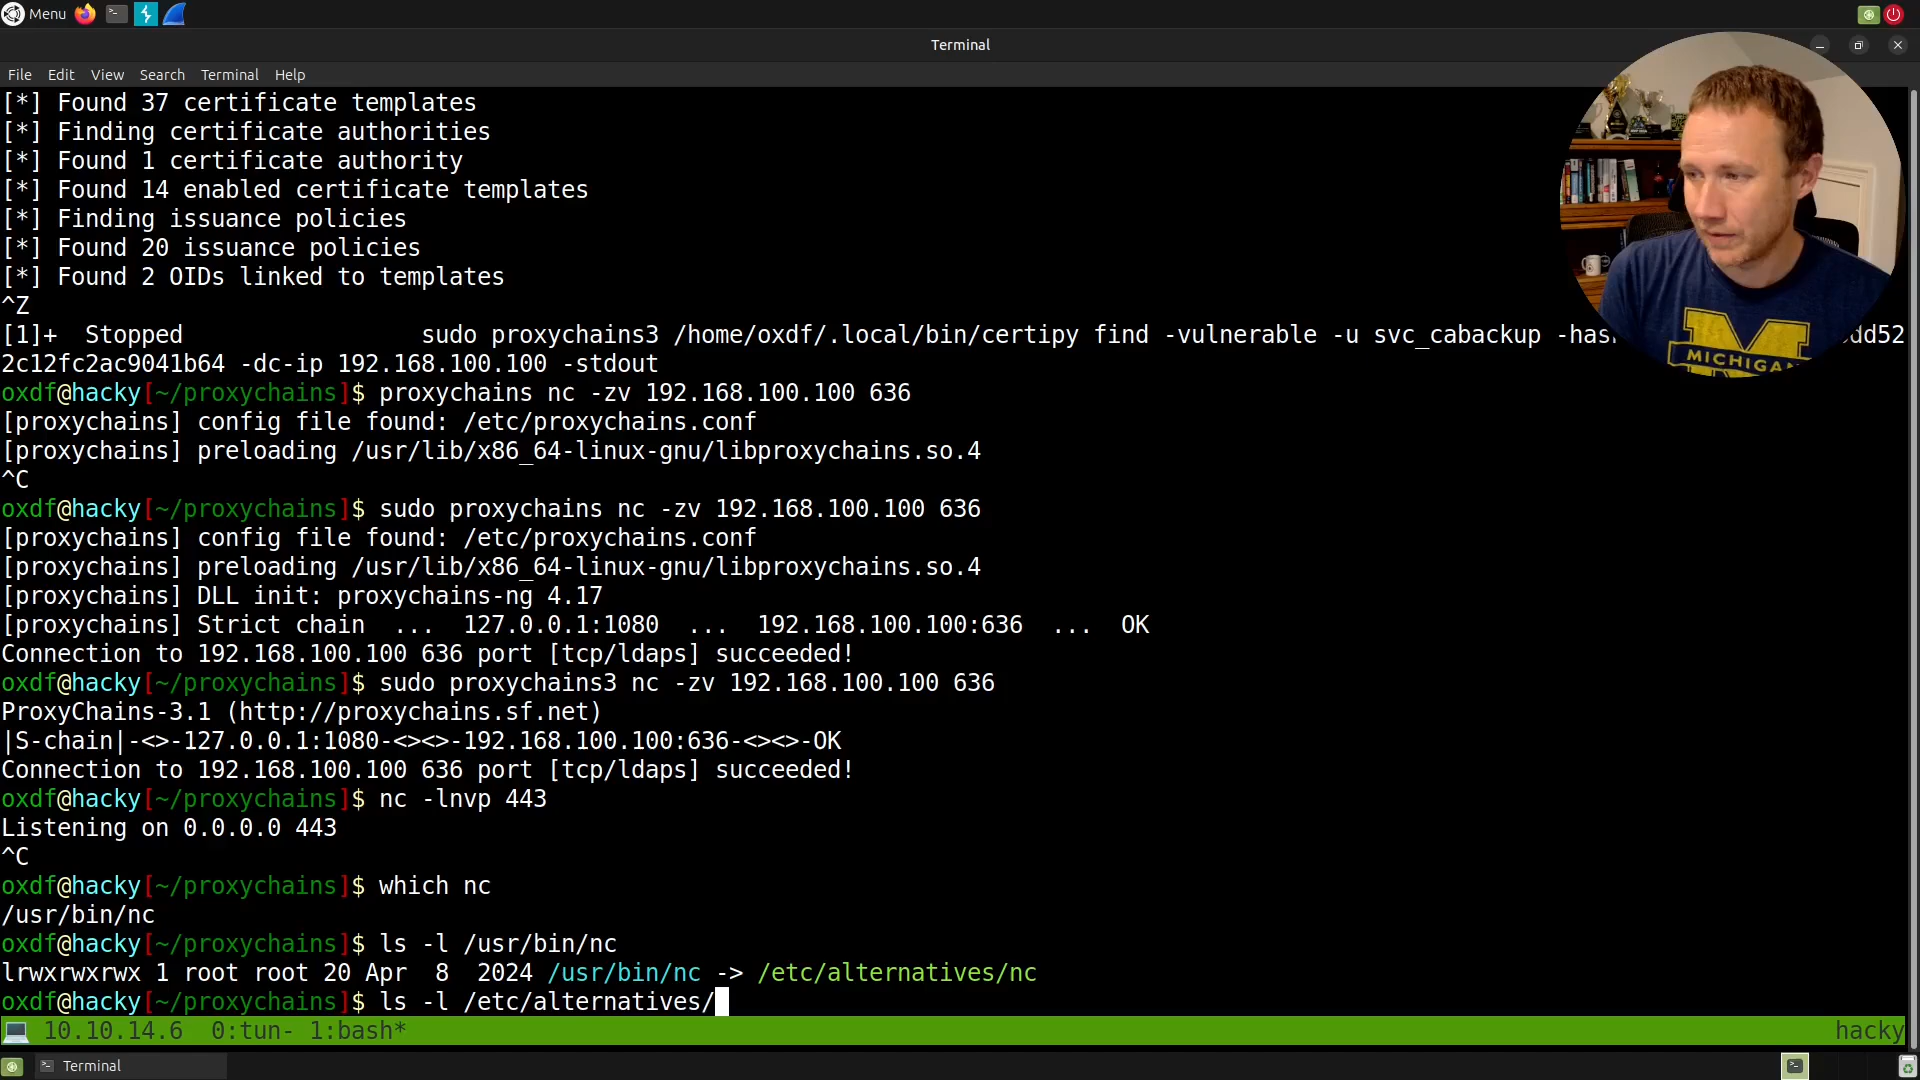 Menu
Terminal
File Edit View Search Terminal Help
[*] Found 37 certificate templates
[*] Finding certificate authorities
[*] Found 1 certificate authority
[*] Found 14 enabled certificate templates
[*] Finding issuance policies
[*] Found 20 issuance policies
[*] Found 2 OIDs linked to templates
^Z
[1]+  Stopped                 sudo proxychains3 /home/oxdf/.local/bin/certipy find -vulnerable -u svc_cabackup dd52
2c12fc2ac9041b64 -dc-ip 192.168.100.100 -stdout
oxdf@hacky[~/proxychains]$ proxychains nc -zv 192.168.100.100 636
[proxychains] config file found: /etc/proxychains.conf
[proxychains] preloading /usr/lib/x86_64-linux-gnu/libproxychains.so.4
^C
oxdf@hacky[~/proxychains]$ sudo proxychains nc -zv 192.168.100.100 636
[proxychains] config file found: /etc/proxychains.conf
[proxychains] preloading /usr/lib/x86_64-linux-gnu/libproxychains.so.4
[proxychains] DLL init: proxychains-ng 4.17
[proxychains] Strict chain  ...  127.0.0.1:1080  ...  192.168.100.100:636  ...  OK
Connection to 192.168.100.100 636 port [tcp/ldaps] succeeded!
oxdf@hacky[~/proxychains]$ sudo proxychains3 nc -zv 192.168.100.100 636
ProxyChains-3.1 (http://proxychains.sf.net)
|S-chain|-<>-127.0.0.1:1080-<><>-192.168.100.100:636-<><>-OK
Connection to 192.168.100.100 636 port [tcp/ldaps] succeeded!
oxdf@hacky[~/proxychains]$ nc -lnvp 443
Listening on 0.0.0.0 443
^C
oxdf@hacky[~/proxychains]$ which nc
/usr/bin/nc
oxdf@hacky[~/proxychains]$ ls -l /usr/bin/nc
lrwxrwxrwx 1 root root 20 Apr  8  2024 /usr/bin/nc -> /etc/alternatives/nc
oxdf@hacky[~/proxychains]$ ls -l /etc/alternatives/
10.10.14.6  0:tun- 1:bash* hacky
Terminal
MICHIGAN